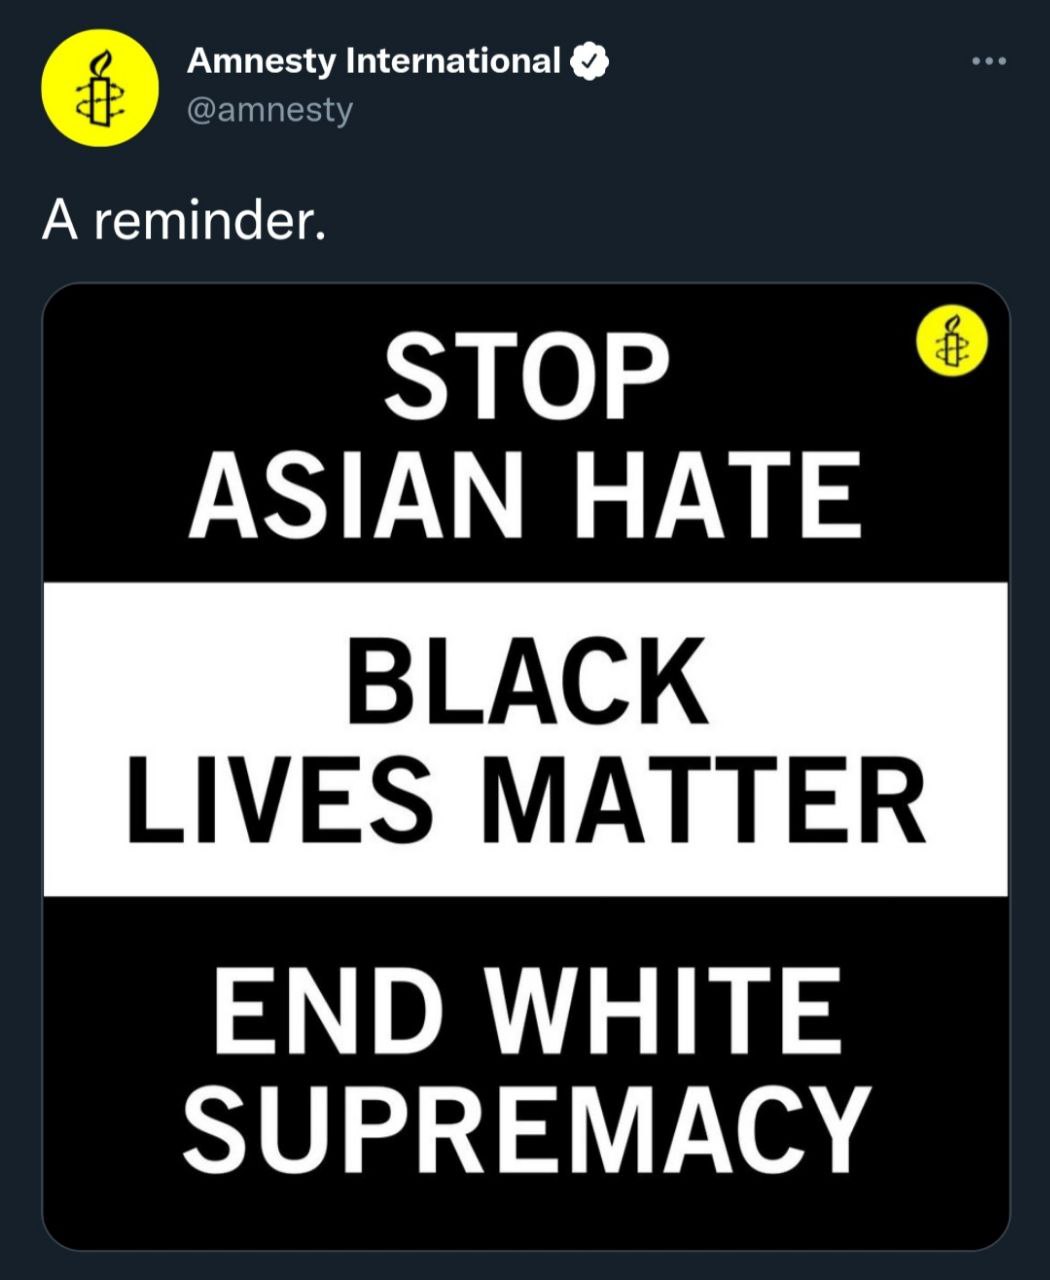 Amnesty International
@amnesty
A reminder.
STOP
ASIAN HATE
BLACK
LIVES MATTER
END WHITE
SUPREMACY